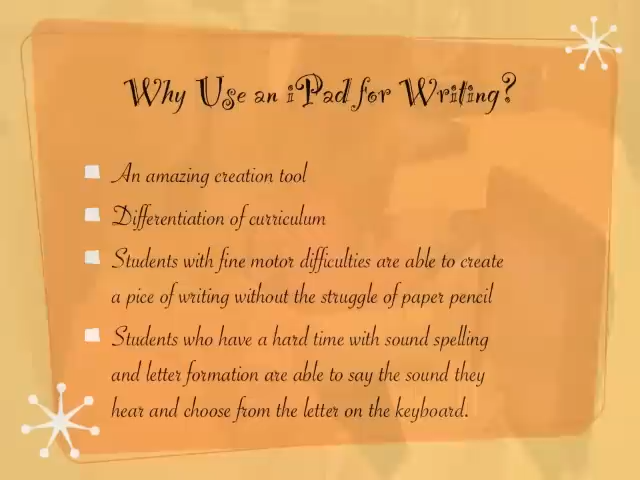 Why Use an iPad for Writing?
An amazing creation tool
Differentiation of curriculum
Students with fine motor difficulties are able to create
a pice of writing without the struggle of paper pencil
Students who have a hard time with sound spelling
and letter formation are able to say the sound they
hear and choose from the letter on the keyboard.